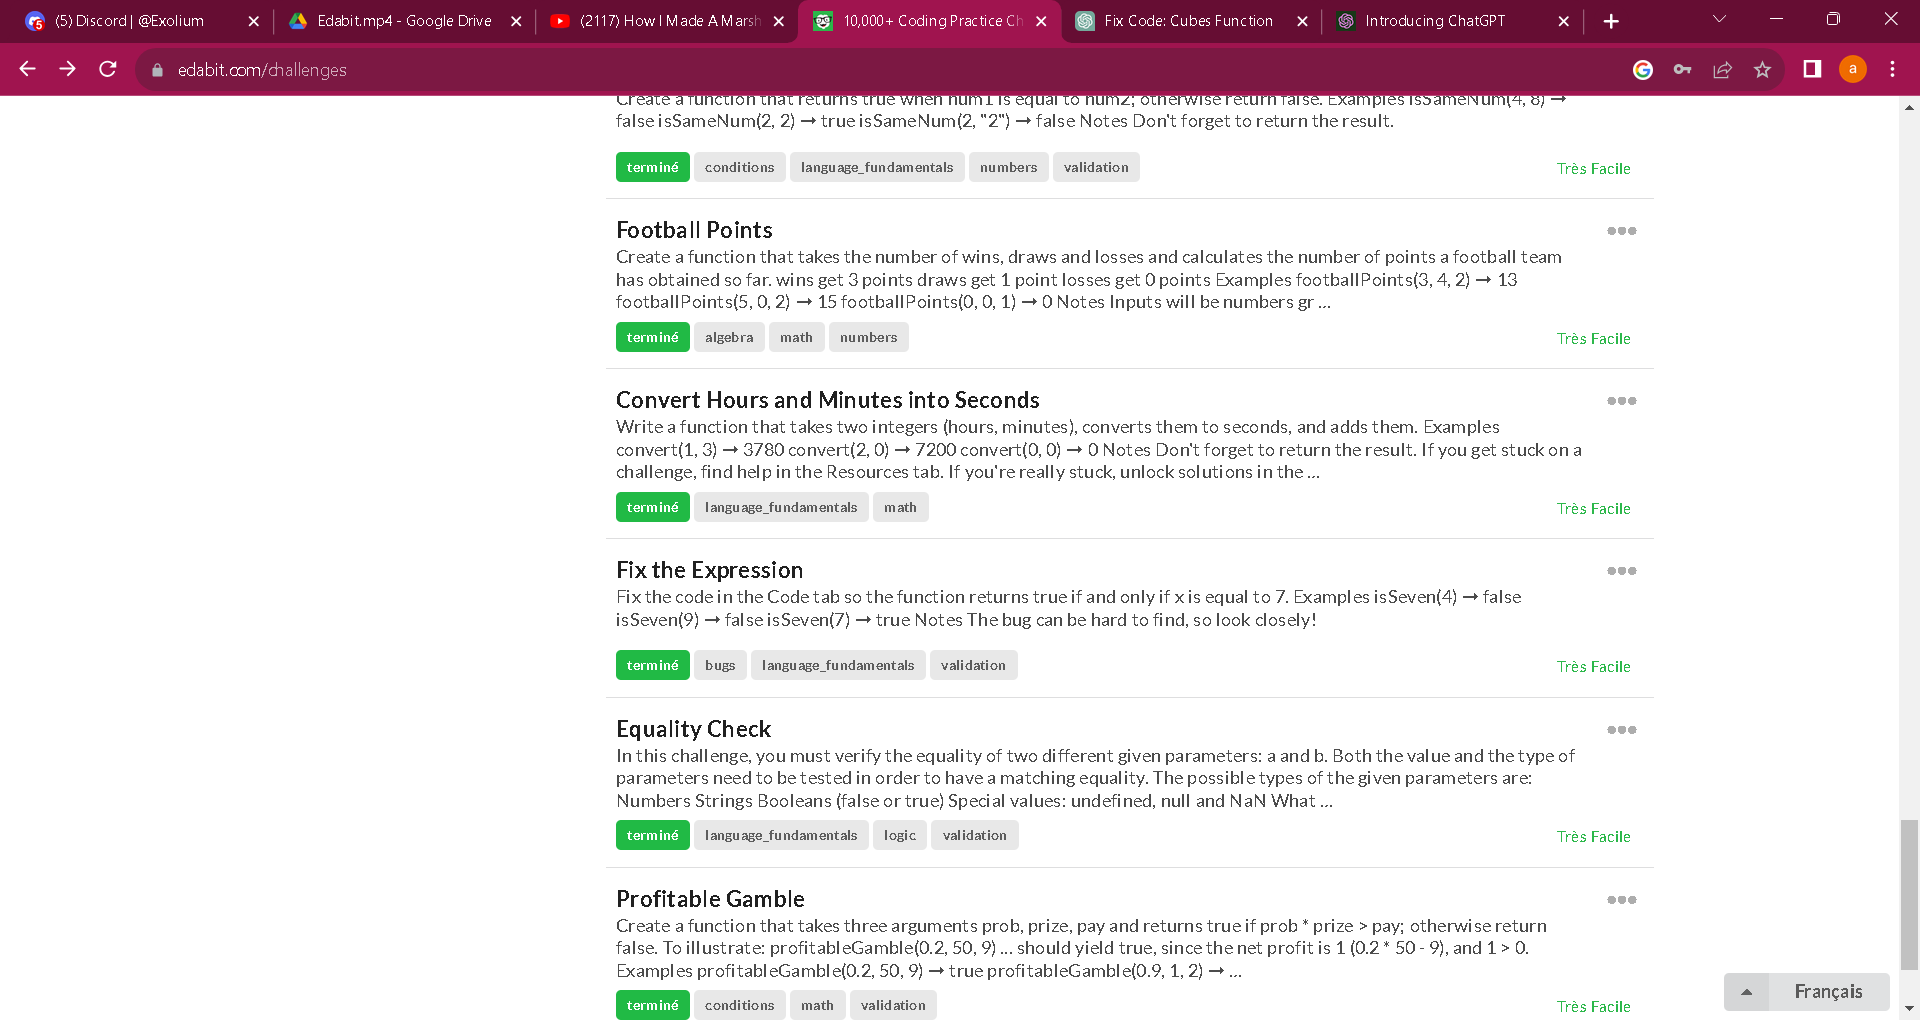 (5) Discord | @Exolium
Edabit.mp4 - Google Drive
(2117) How I Made A Marsh
10,000+ Coding Practice Ch
Fix Code: Cubes Function
Introducing ChatGPT
edabit.com/challenges
a
Create a function that returns true when num1 is equal to num2; otherwise return false. Examples isSameNum(4, 8) →
false isSameNum(2, 2) → true isSameNum(2, "2") → false Notes Don't forget to return the result.
terminé conditions language_fundamentals numbers validation Très Facile
Football Points
Create a function that takes the number of wins, draws and losses and calculates the number of points a football team
has obtained so far. wins get 3 points draws get 1 point losses get 0 points Examples footballPoints(3, 4, 2) → 13
footballPoints(5, 0, 2) → 15 footballPoints(0, 0, 1) → 0 Notes Inputs will be numbers gr ...
terminé algebra math numbers Très Facile
Convert Hours and Minutes into Seconds
Write a function that takes two integers (hours, minutes), converts them to seconds, and adds them. Examples
convert(1, 3) → 3780 convert(2, 0) → 7200 convert(0, 0) → 0 Notes Don't forget to return the result. If you get stuck on a
challenge, find help in the Resources tab. If you're really stuck, unlock solutions in the ...
terminé language_fundamentals math Très Facile
Fix the Expression
Fix the code in the Code tab so the function returns true if and only if x is equal to 7. Examples isSeven(4) → false
isSeven(9) → false isSeven(7) → true Notes The bug can be hard to find, so look closely!
terminé bugs language_fundamentals validation Très Facile
Equality Check
In this challenge, you must verify the equality of two different given parameters: a and b. Both the value and the type of
parameters need to be tested in order to have a matching equality. The possible types of the given parameters are:
Numbers Strings Booleans (false or true) Special values: undefined, null and NaN What ...
terminé language_fundamentals logic validation Très Facile
Profitable Gamble
Create a function that takes three arguments prob, prize, pay and returns true if prob * prize > pay; otherwise return
false. To illustrate: profitableGamble(0.2, 50, 9) ... should yield true, since the net profit is 1 (0.2 * 50 - 9), and 1 > 0.
Examples profitableGamble(0.2, 50, 9) → true profitableGamble(0.9, 1, 2) → ...
terminé conditions math validation Très Facile
Français